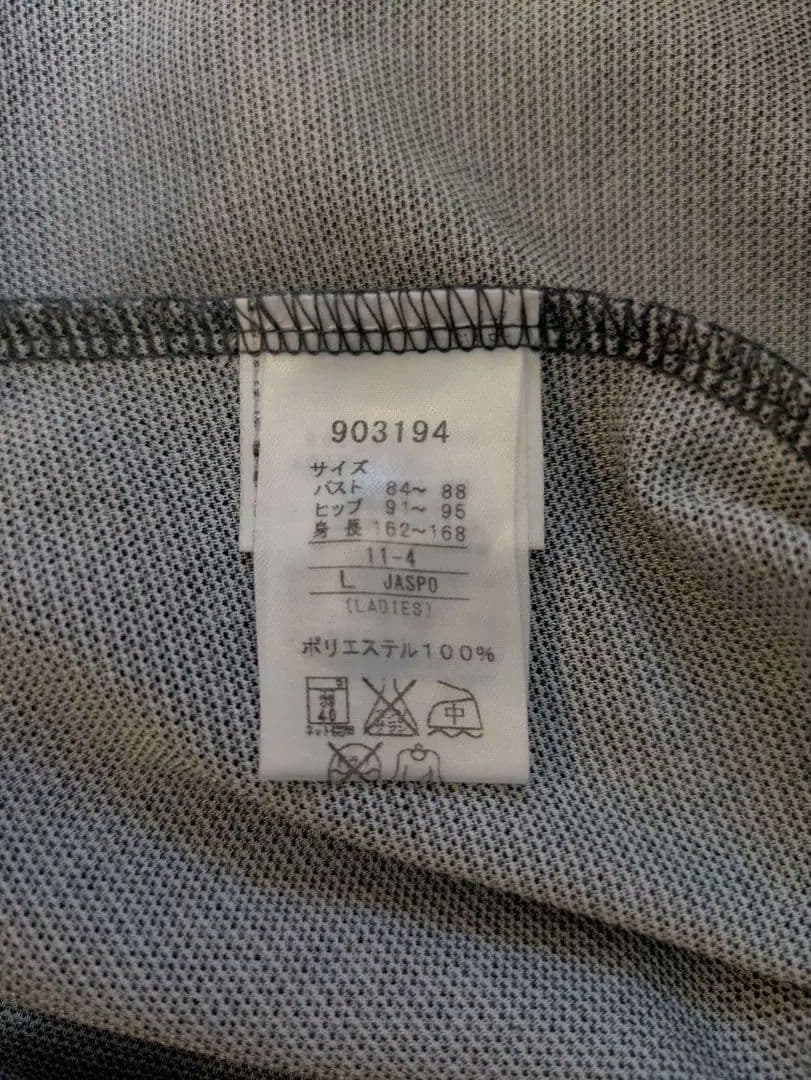 903194
サイズ
バスト 84～ 88
ヒップ 91～ 95
身 長 162～168
11-4
L JASPO
(LADIES)
ポリエステル100%
中